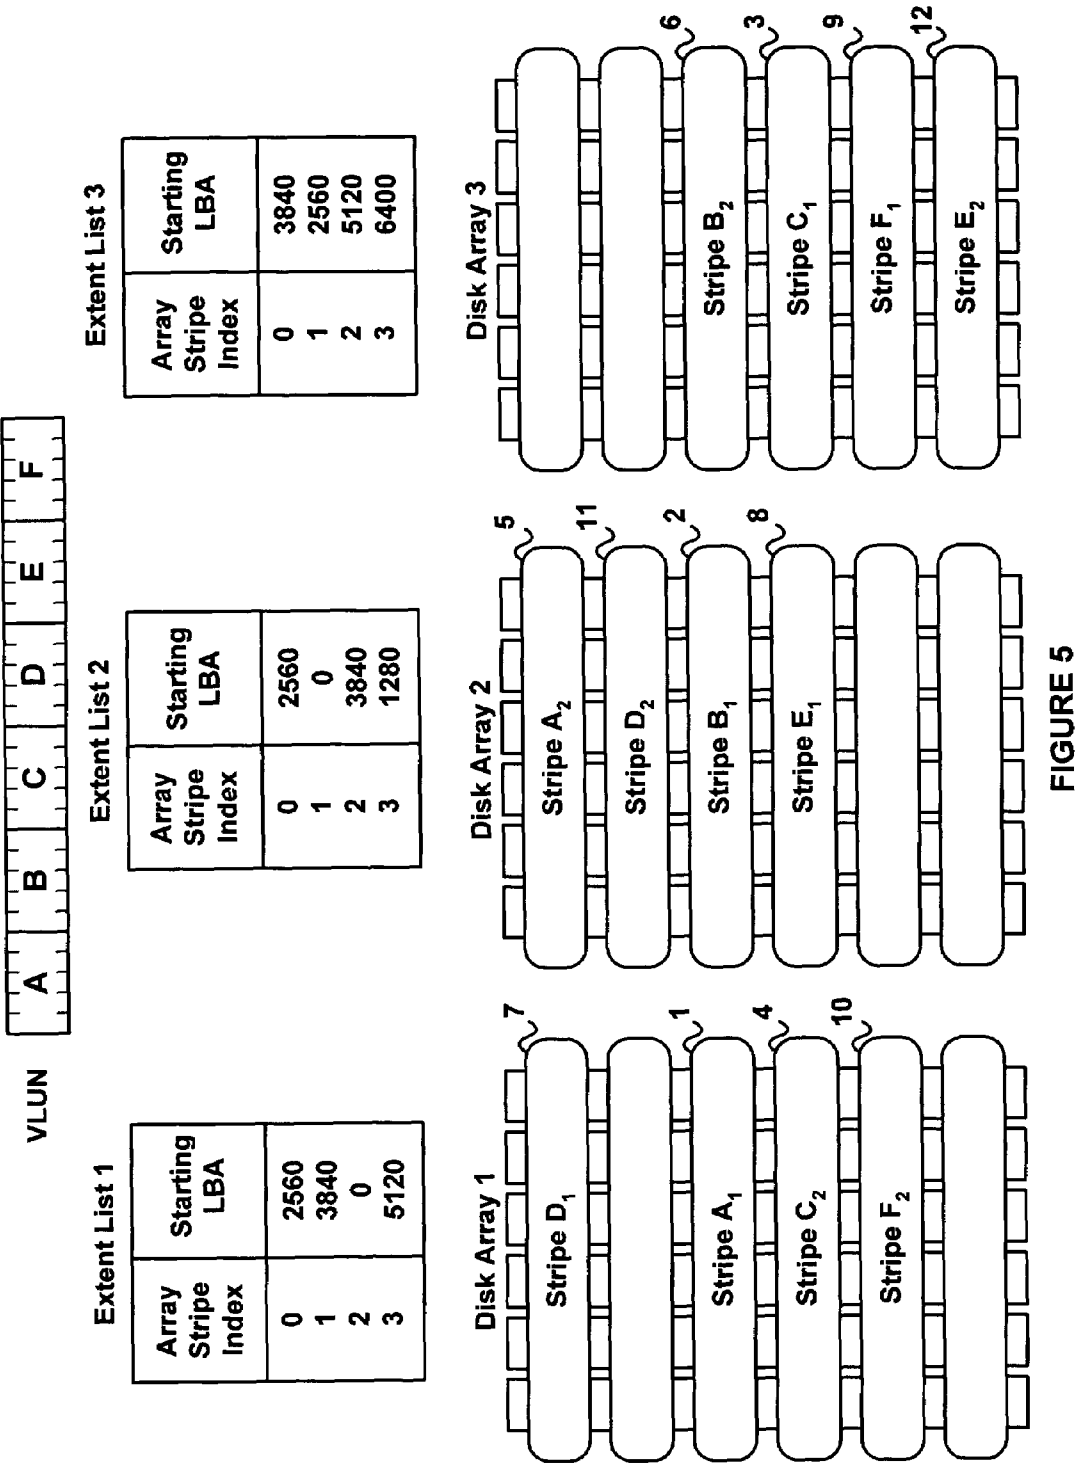 VLUN
A B C D E F
Extent List 1
Array Stripe Index
Starting LBA
0 2560
1 3840
2 0
3 5120
Extent List 2
Array Stripe Index
Starting LBA
0 2560
1 0
2 3840
3 1280
Extent List 3
Array Stripe Index
Starting LBA
0 3840
1 2560
2 5120
3 6400
Disk Array 1
Stripe D1 7
Stripe A1 1
Stripe C2 4
Stripe F2 10
Disk Array 2
Stripe A2 5
Stripe D2 11
Stripe B1 2
Stripe E1 8
Disk Array 3
Stripe B2 6
Stripe C1 3
Stripe F1 9
Stripe E2 12
FIGURE 5